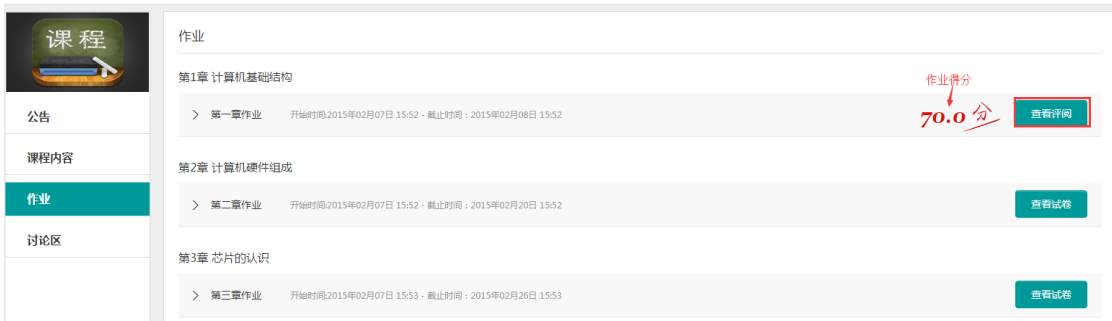 课程
公告
课程内容
作业
讨论区
作业
第1章 计算机基础结构
作业得分
第一章作业 开始时间:2015年02月07日 15:52 - 截止时间：2015年02月08日 15:52 70.0 分 查看评阅
第2章 计算机硬件组成
第二章作业 开始时间:2015年02月07日 15:52 - 截止时间：2015年02月20日 15:52 查看试卷
第3章 芯片的认识
第三章作业 开始时间:2015年02月07日 15:53 - 截止时间：2015年02月26日 15:53 查看试卷